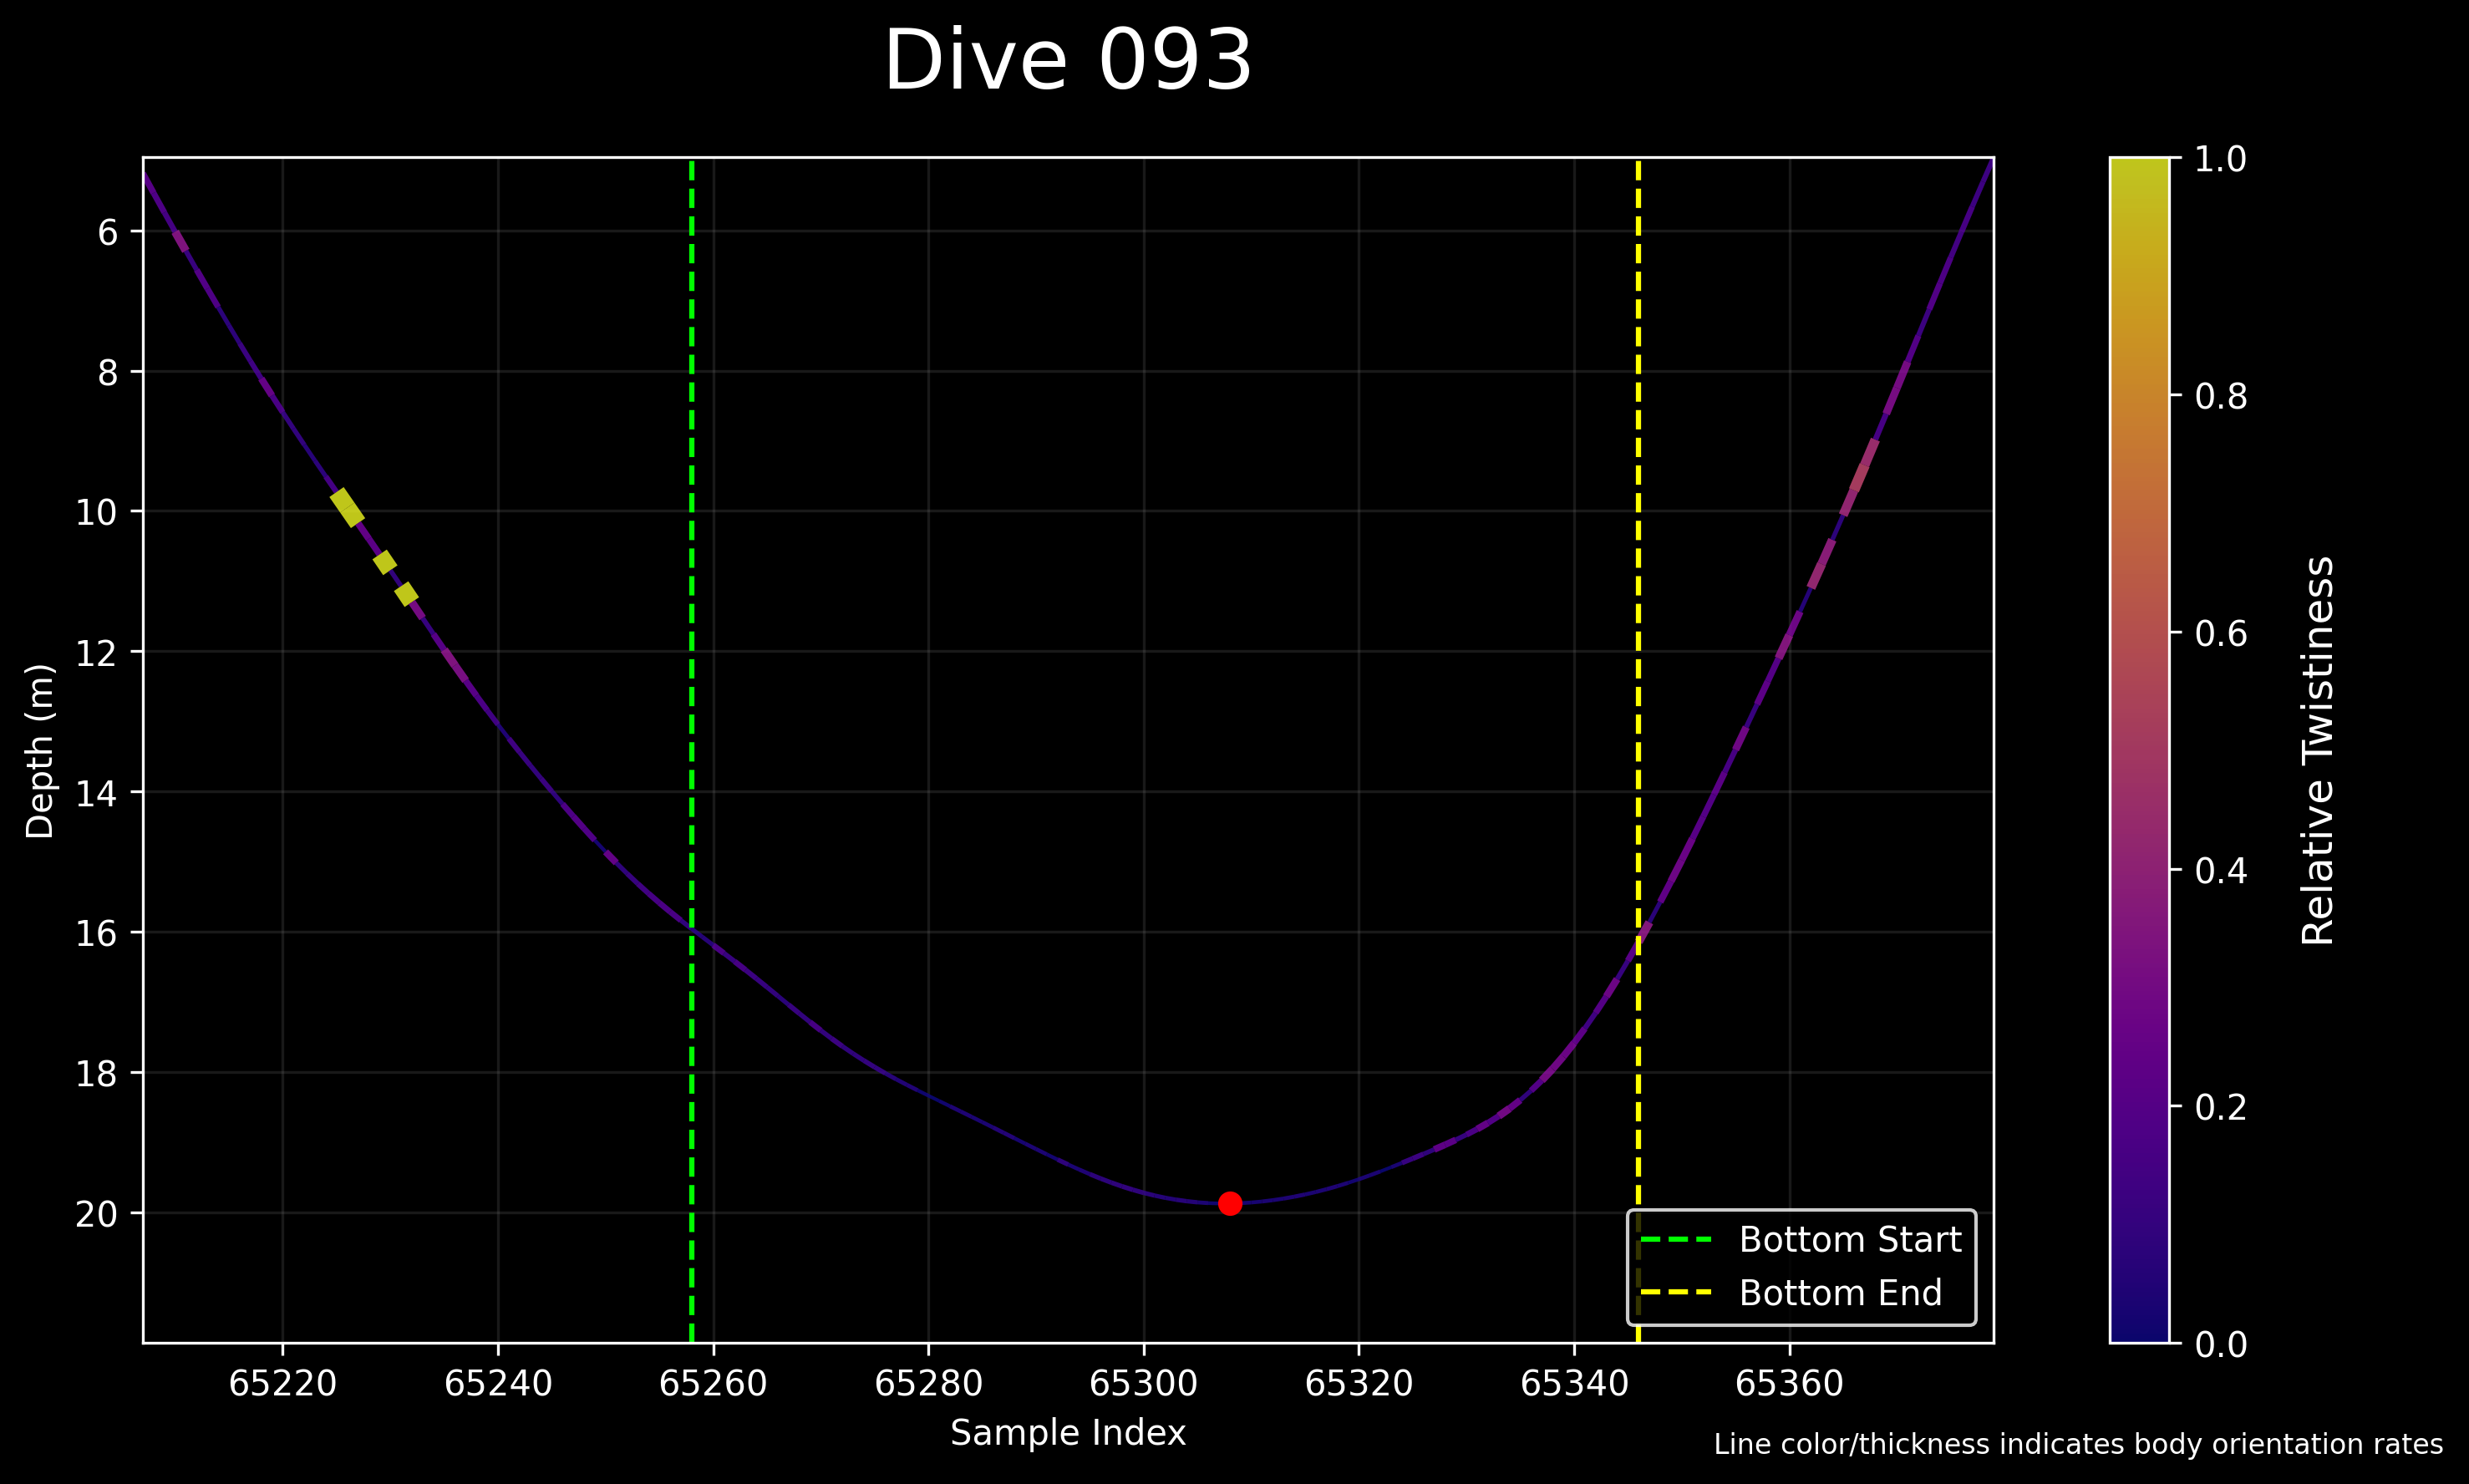 Dive 093
6
8
10
12
14
16
18
20
Depth (m)
65220 65240 65260 65280 65300 65320 65340 65360
Sample Index
Bottom Start
Bottom End
1.0
0.8
0.6
0.4
0.2
0.0
Relative Twistiness
Line color/thickness indicates body orientation rates